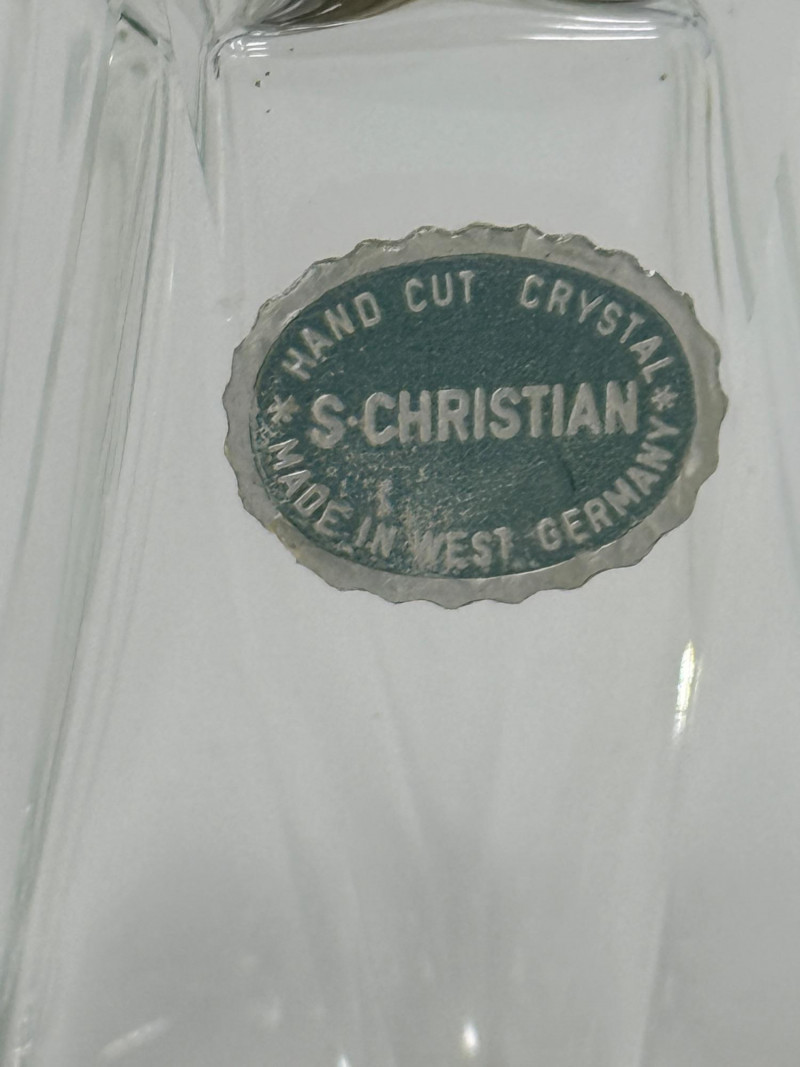 HAND CUT CRYSTAL
* S·CHRISTIAN *
MADE IN WEST GERMANY